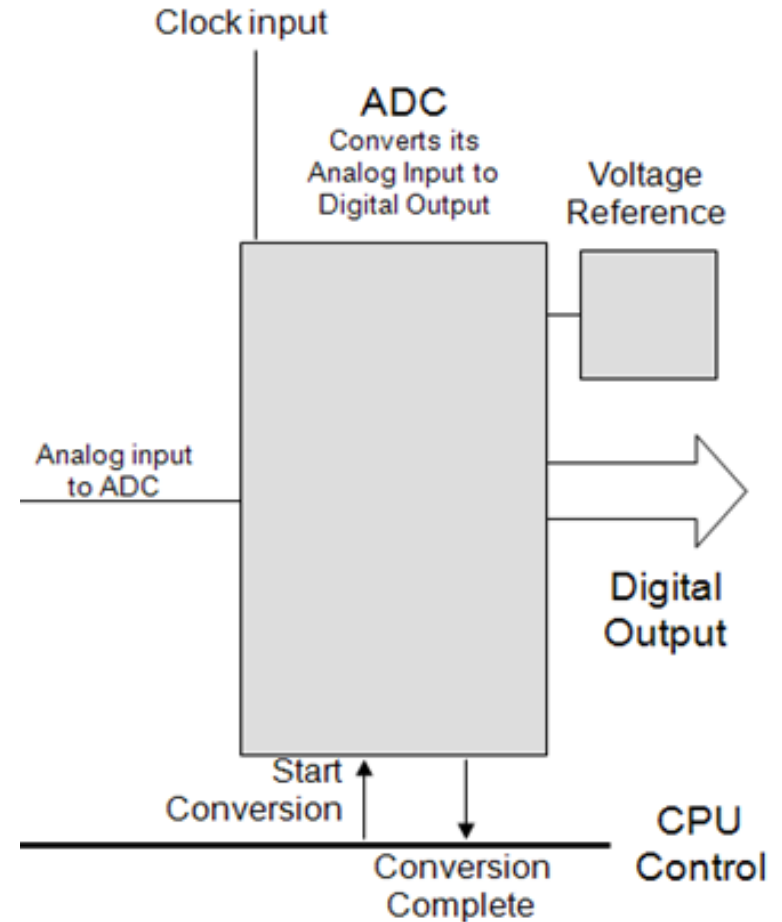 Clock input
ADC
Converts its
Analog Input to
Digital Output
Voltage
Reference
Analog input
to ADC
Digital
Output
Start
Conversion
CPU
Control
Conversion
Complete